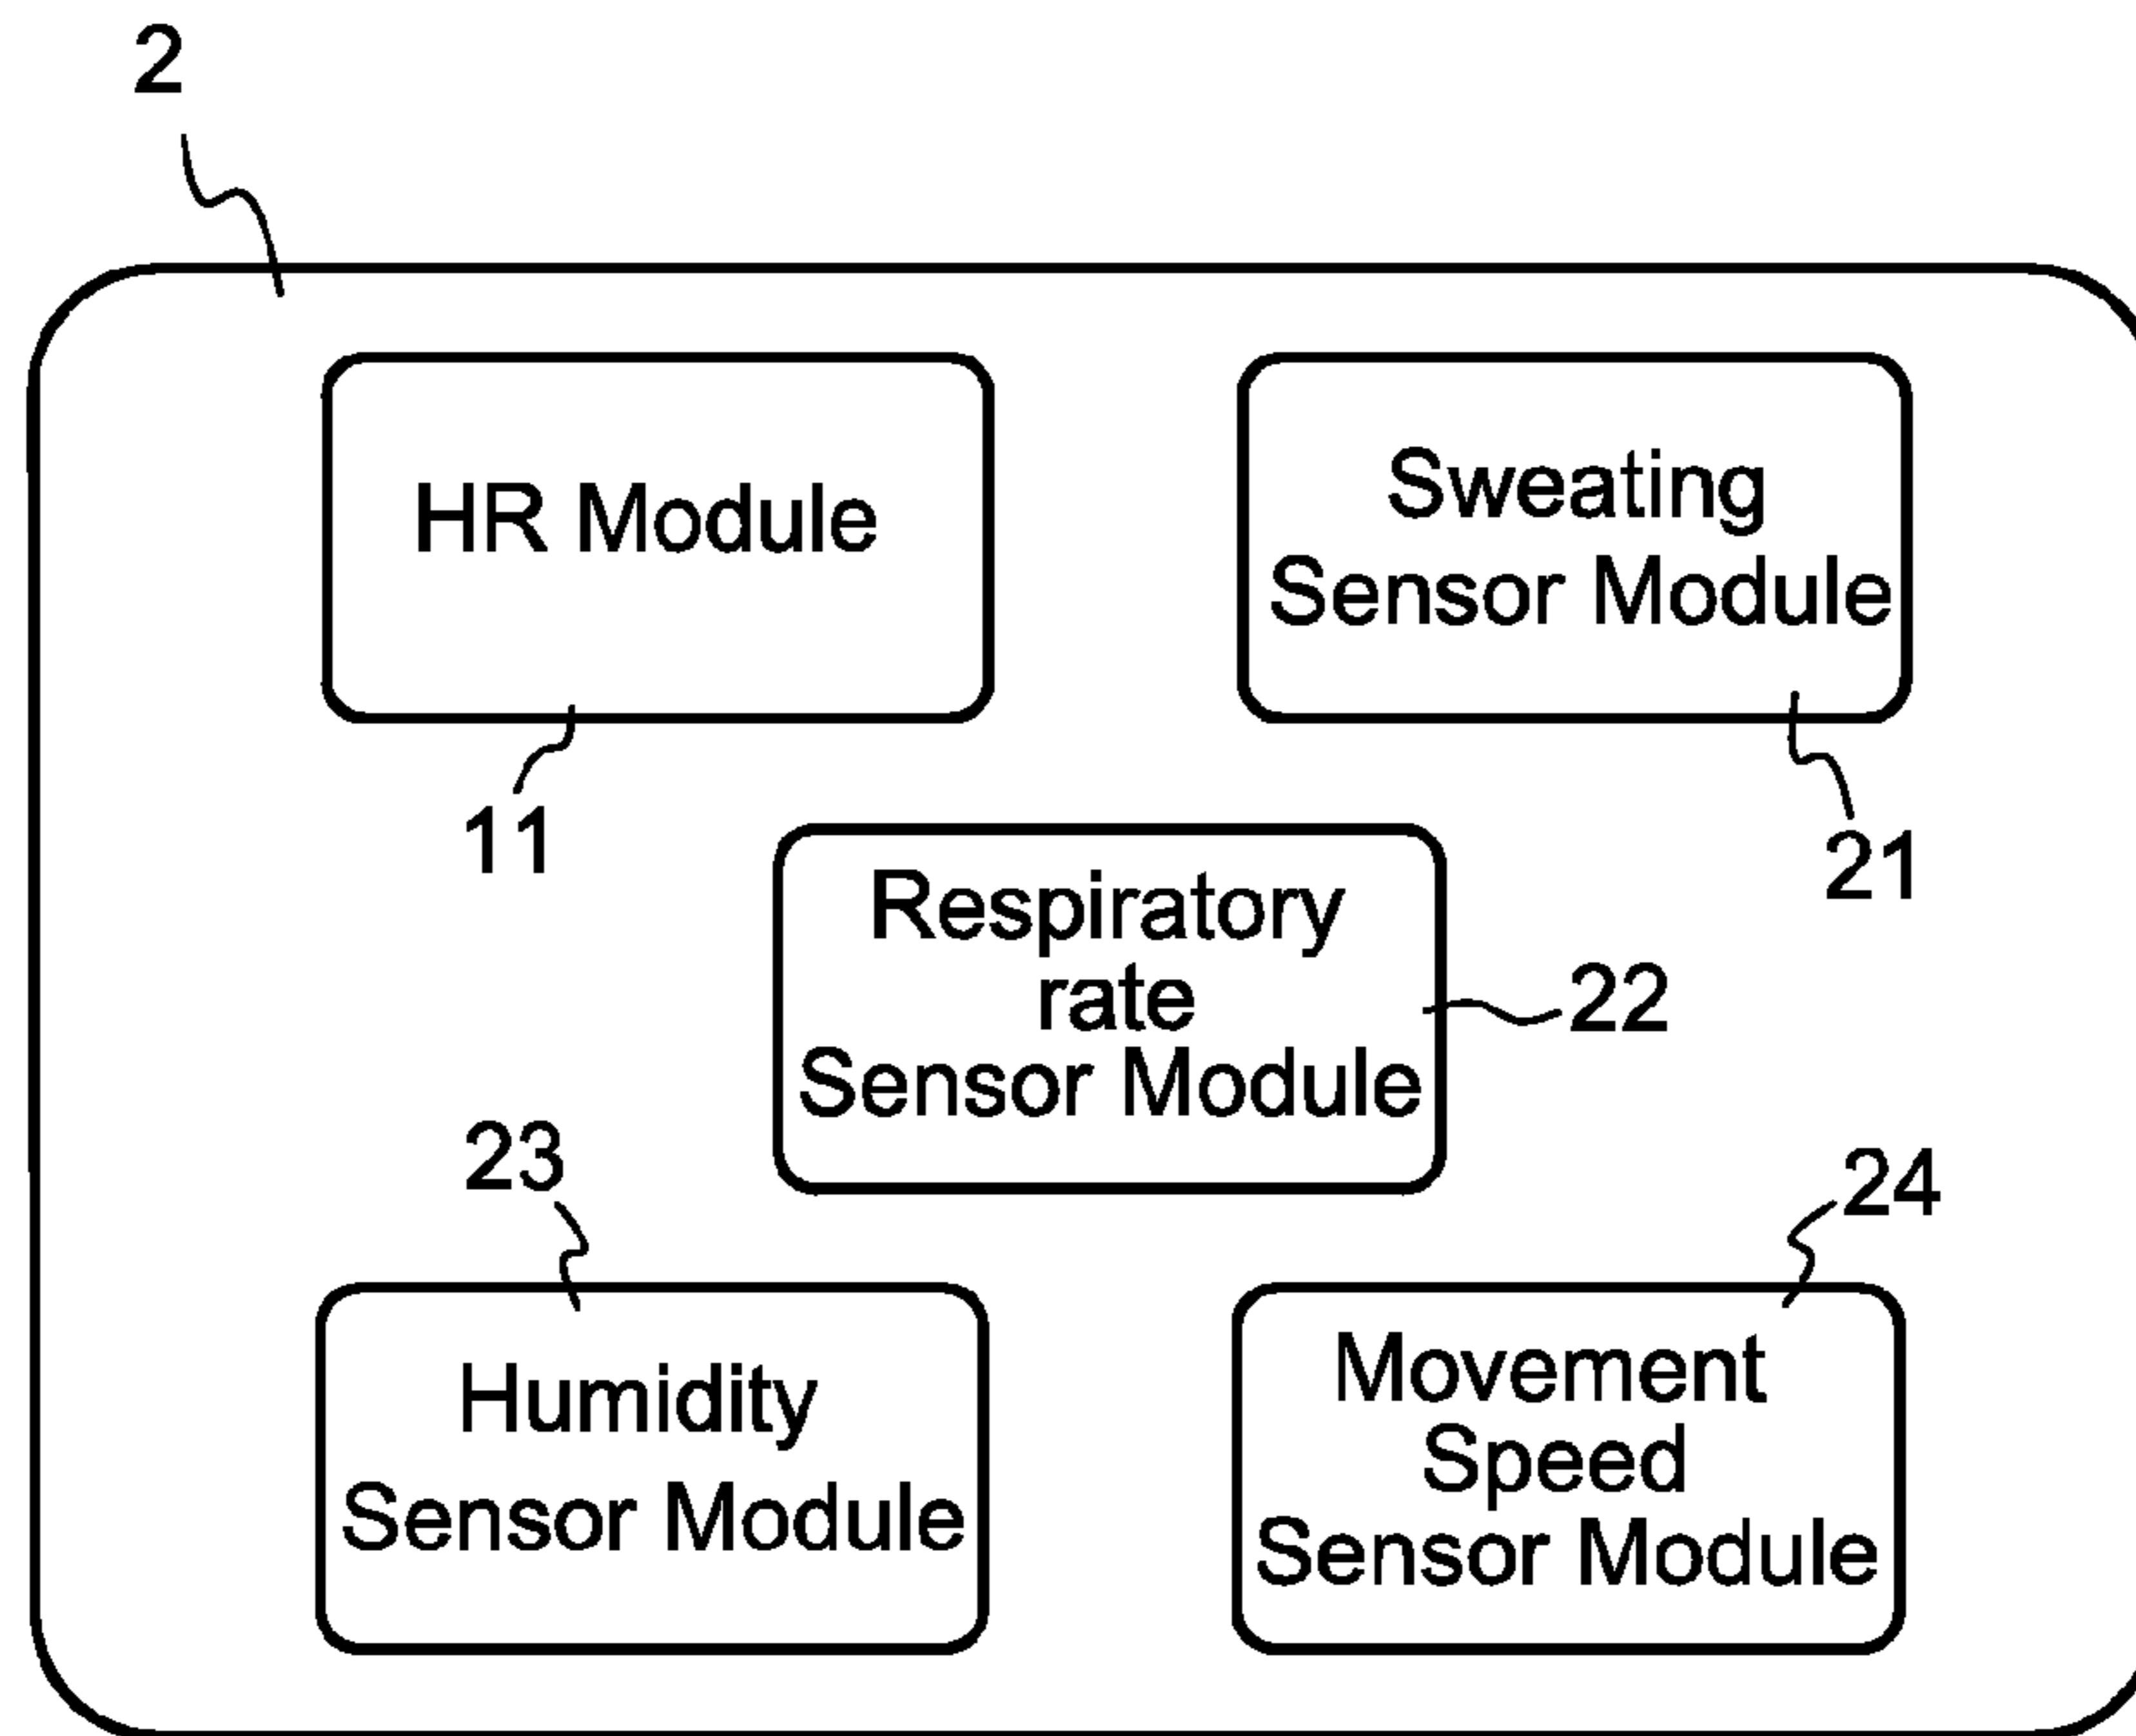 2
HR Module
Sweating
Sensor Module
11
21
Respiratory
rate
Sensor Module
22
23
24
Humidity
Sensor Module
Movement
Speed
Sensor Module